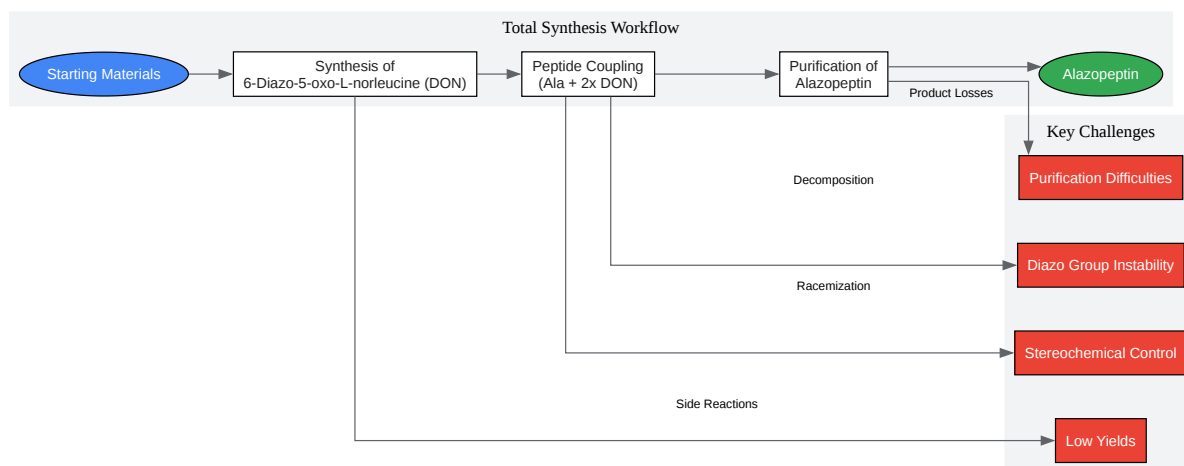 Total Synthesis Workflow
Starting Materials
Synthesis of
6-Diazo-5-oxo-L-norleucine (DON)
Peptide Coupling
(Ala + 2x DON)
Purification of
Alazopeptin
Alazopeptin
Product Losses
Key Challenges
Decomposition
Purification Difficulties
Diazo Group Instability
Racemization
Stereochemical Control
Side Reactions
Low Yields